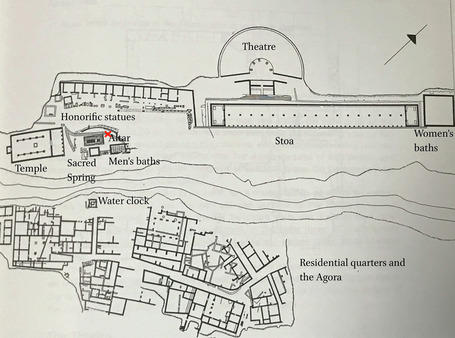 Theatre
Honorific statues
Altar
Stoa
Women's
baths
Temple
Sacred
Spring
Men's baths
Water clock
Residential quarters and
the Agora